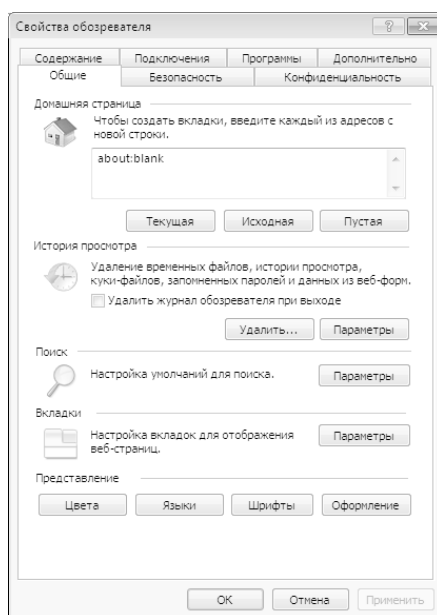 Свойства обозревателя
Содержание Подключения Программы Дополнительно
Общие Безопасность Конфиденциальность
Домашняя страница
Чтобы создать вкладки, введите каждый из адресов с
новой строки.
about:blank
Текущая Исходная Пустая
История просмотра
Удаление временных файлов, истории просмотра,
куки-файлов, запомненных паролей и данных из веб-форм.
Удалить журнал обозревателя при выходе
Удалить... Параметры
Поиск
Настройка умолчаний для поиска. Параметры
Вкладки
Настройка вкладок для отображения Параметры
веб-страниц.
Представление
Цвета Языки Шрифты Оформление
OK Отмена Применить